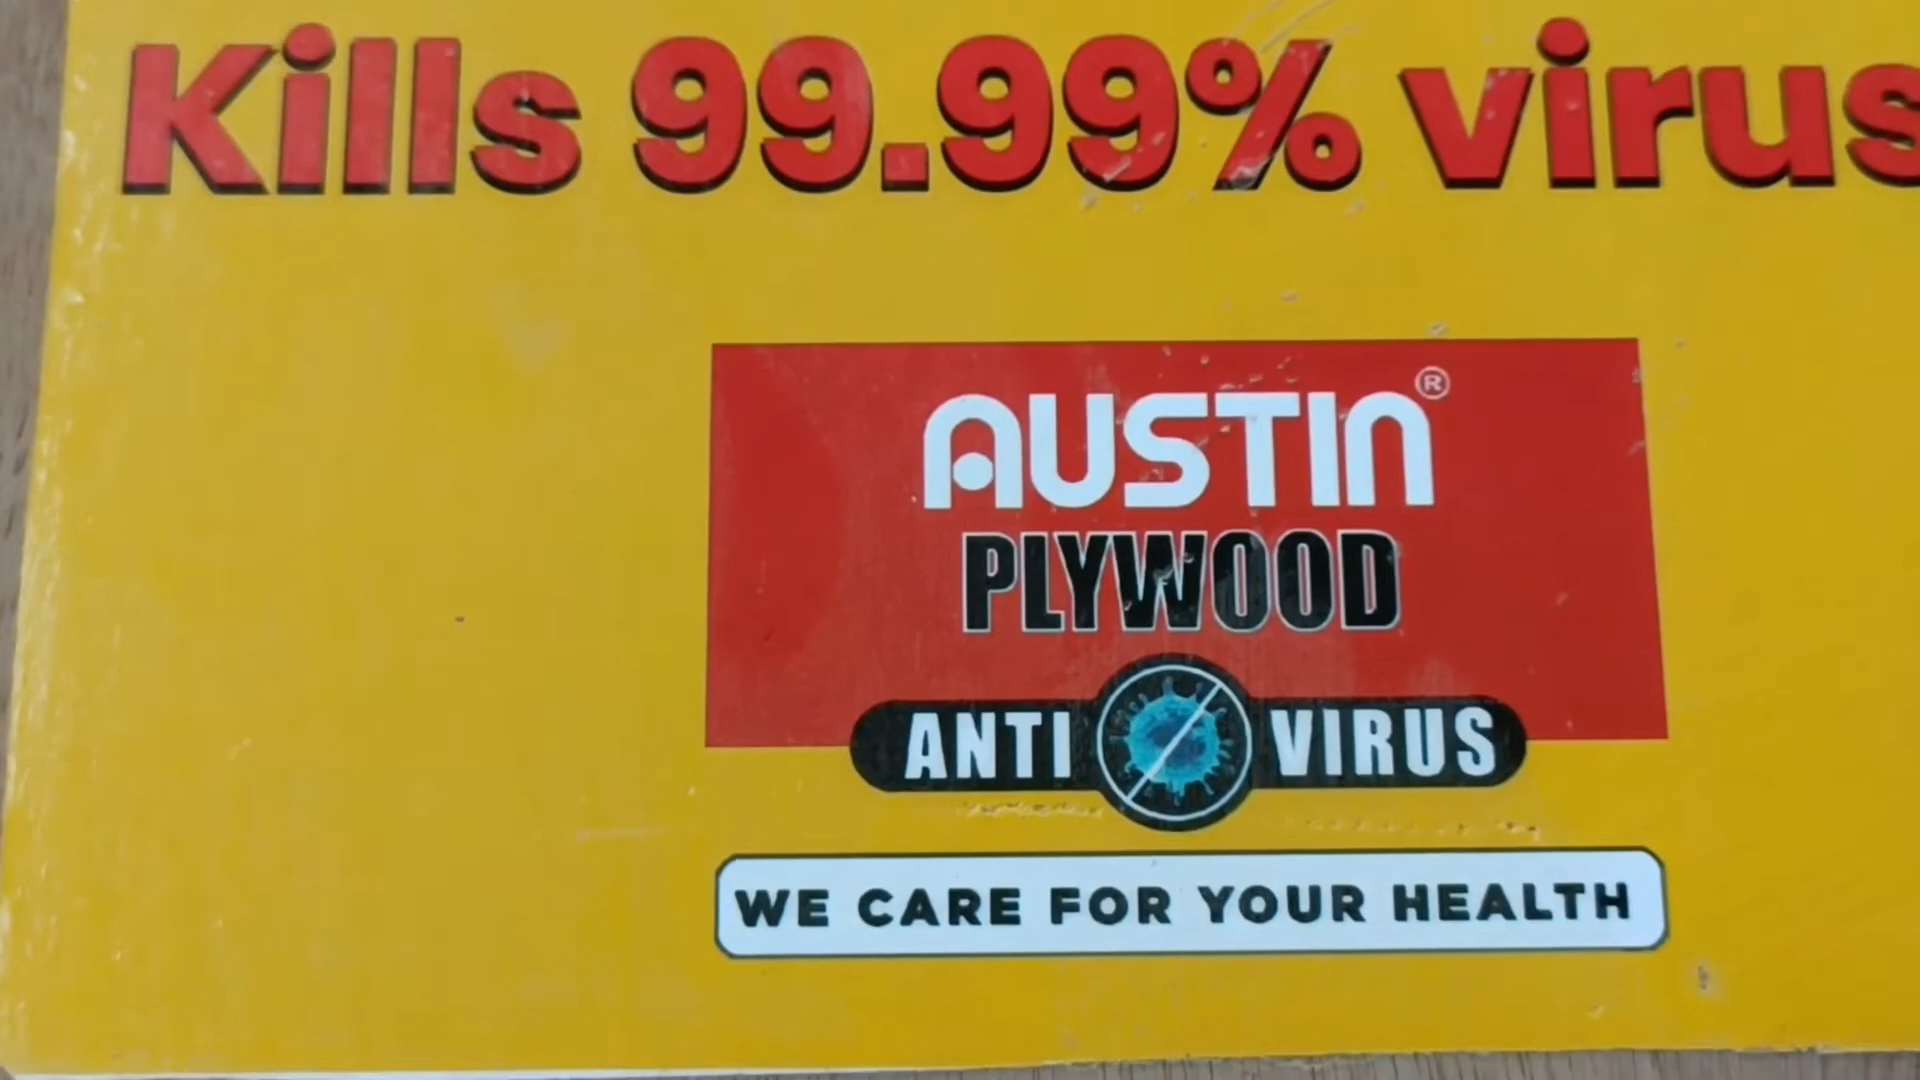 Kills 99.99% virus
AUSTIN®
PLYWOOD
ANTI VIRUS
WE CARE FOR YOUR HEALTH